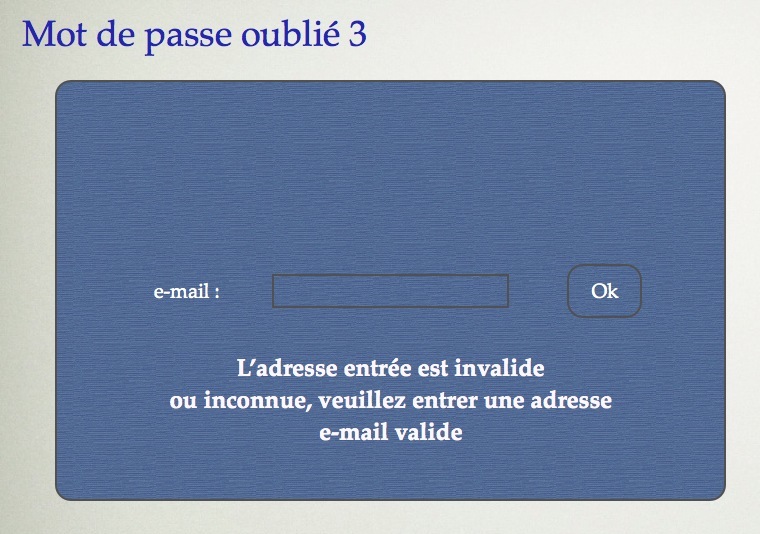 Mot de passe oublié 3
e-mail : Ok
L’adresse entrée est invalide
ou inconnue, veuillez entrer une adresse
e-mail valide